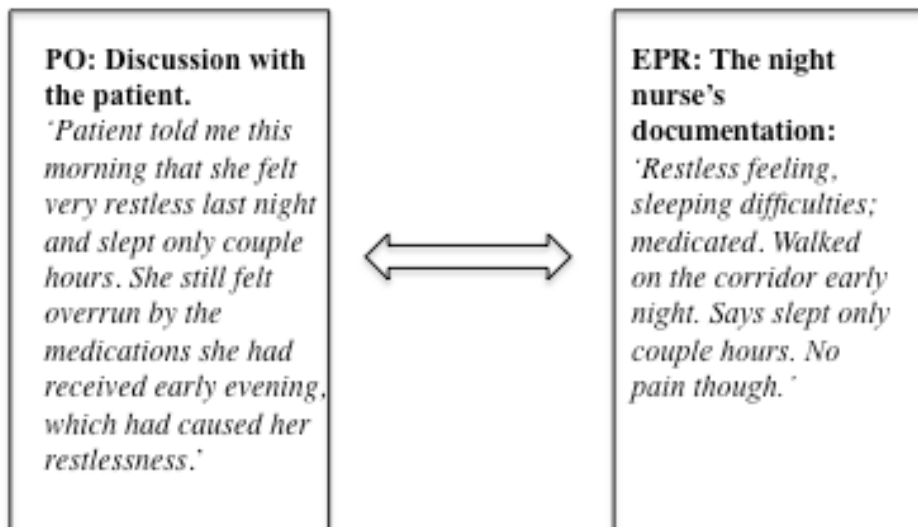 PO: Discussion with
the patient.
‘Patient told me this
morning that she felt
very restless last night
and slept only couple
hours. She still felt
overrun by the
medications she had
received early evening,
which had caused her
restlessness.’
EPR: The night
nurse’s
documentation:
‘Restless feeling,
sleeping difficulties;
medicated. Walked
on the corridor early
night. Says slept only
couple hours. No
pain though.´